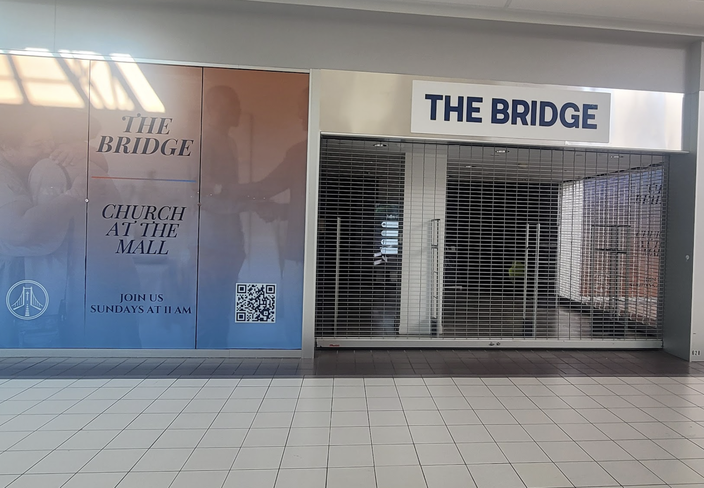 THE
BRIDGE
CHURCH
AT THE
MALL
JOIN US
SUNDAYS AT 11 AM
THE BRIDGE